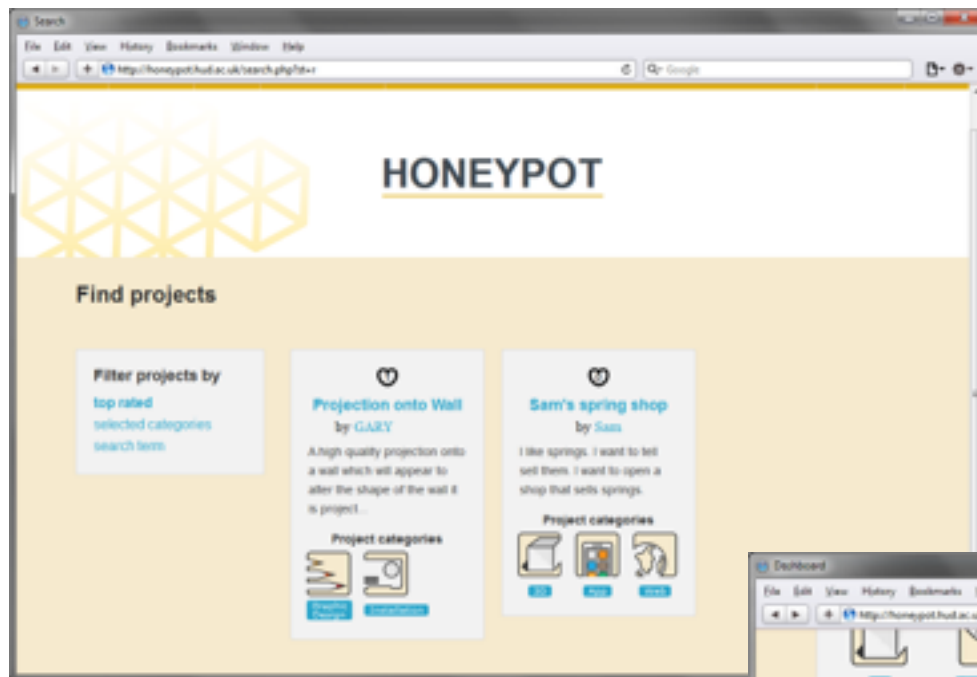 Search
File Edit View History Bookmarks Window Help
http://honeypot.hud.ac.uk/search.php?st=r
Google
HONEYPOT
Find projects
Filter projects by
top rated
selected categories
search term
Projection onto Wall
by GARY
A high quality projection onto
a wall which will appear to
alter the shape of the wall it
is project...
Project categories
Graphic
Design
Installation
Sam's spring shop
by Sam
I like springs. I want to tell
sell them. I want to open a
shop that sells springs.
Project categories
3D App Web
Dashboard
File Edit View History Bookmarks
http://honeypot.hud.ac.u